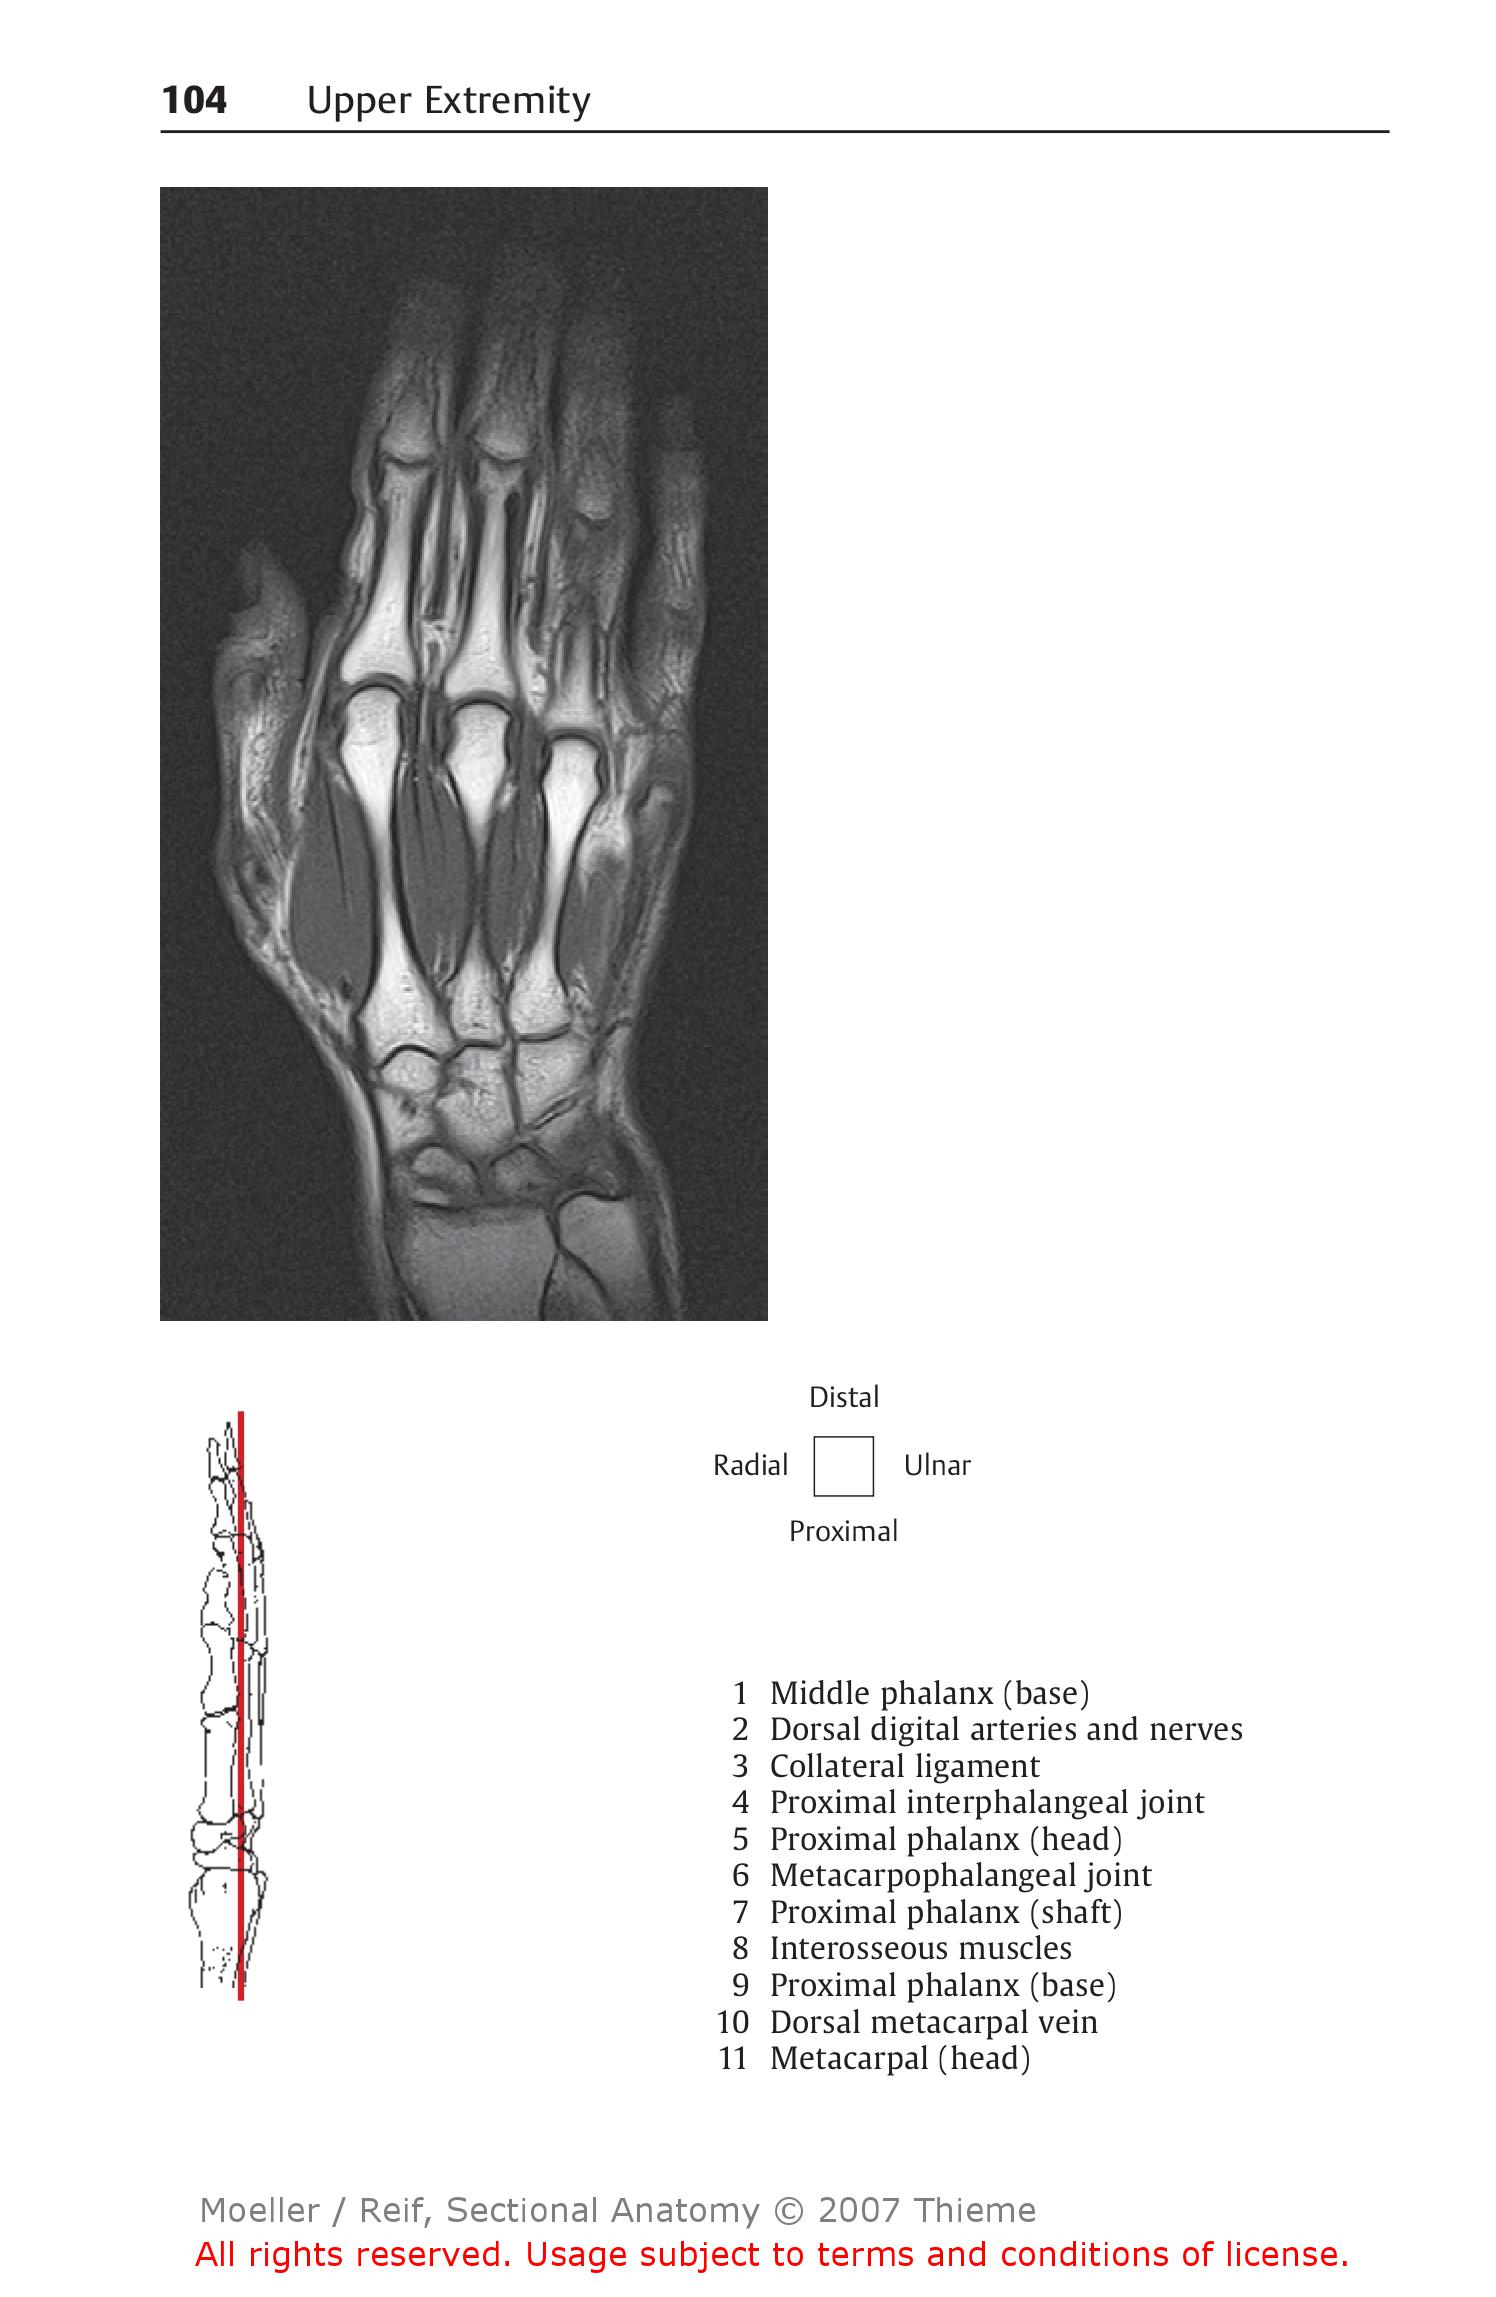 104 Upper Extremity
Distal
Radial Ulnar
Proximal
1 Middle phalanx (base)
2 Dorsal digital arteries and nerves
3 Collateral ligament
4 Proximal interphalangeal joint
5 Proximal phalanx (head)
6 Metacarpophalangeal joint
7 Proximal phalanx (shaft)
8 Interosseous muscles
9 Proximal phalanx (base)
10 Dorsal metacarpal vein
11 Metacarpal (head)
Moeller / Reif, Sectional Anatomy © 2007 Thieme
All rights reserved. Usage subject to terms and conditions of license.